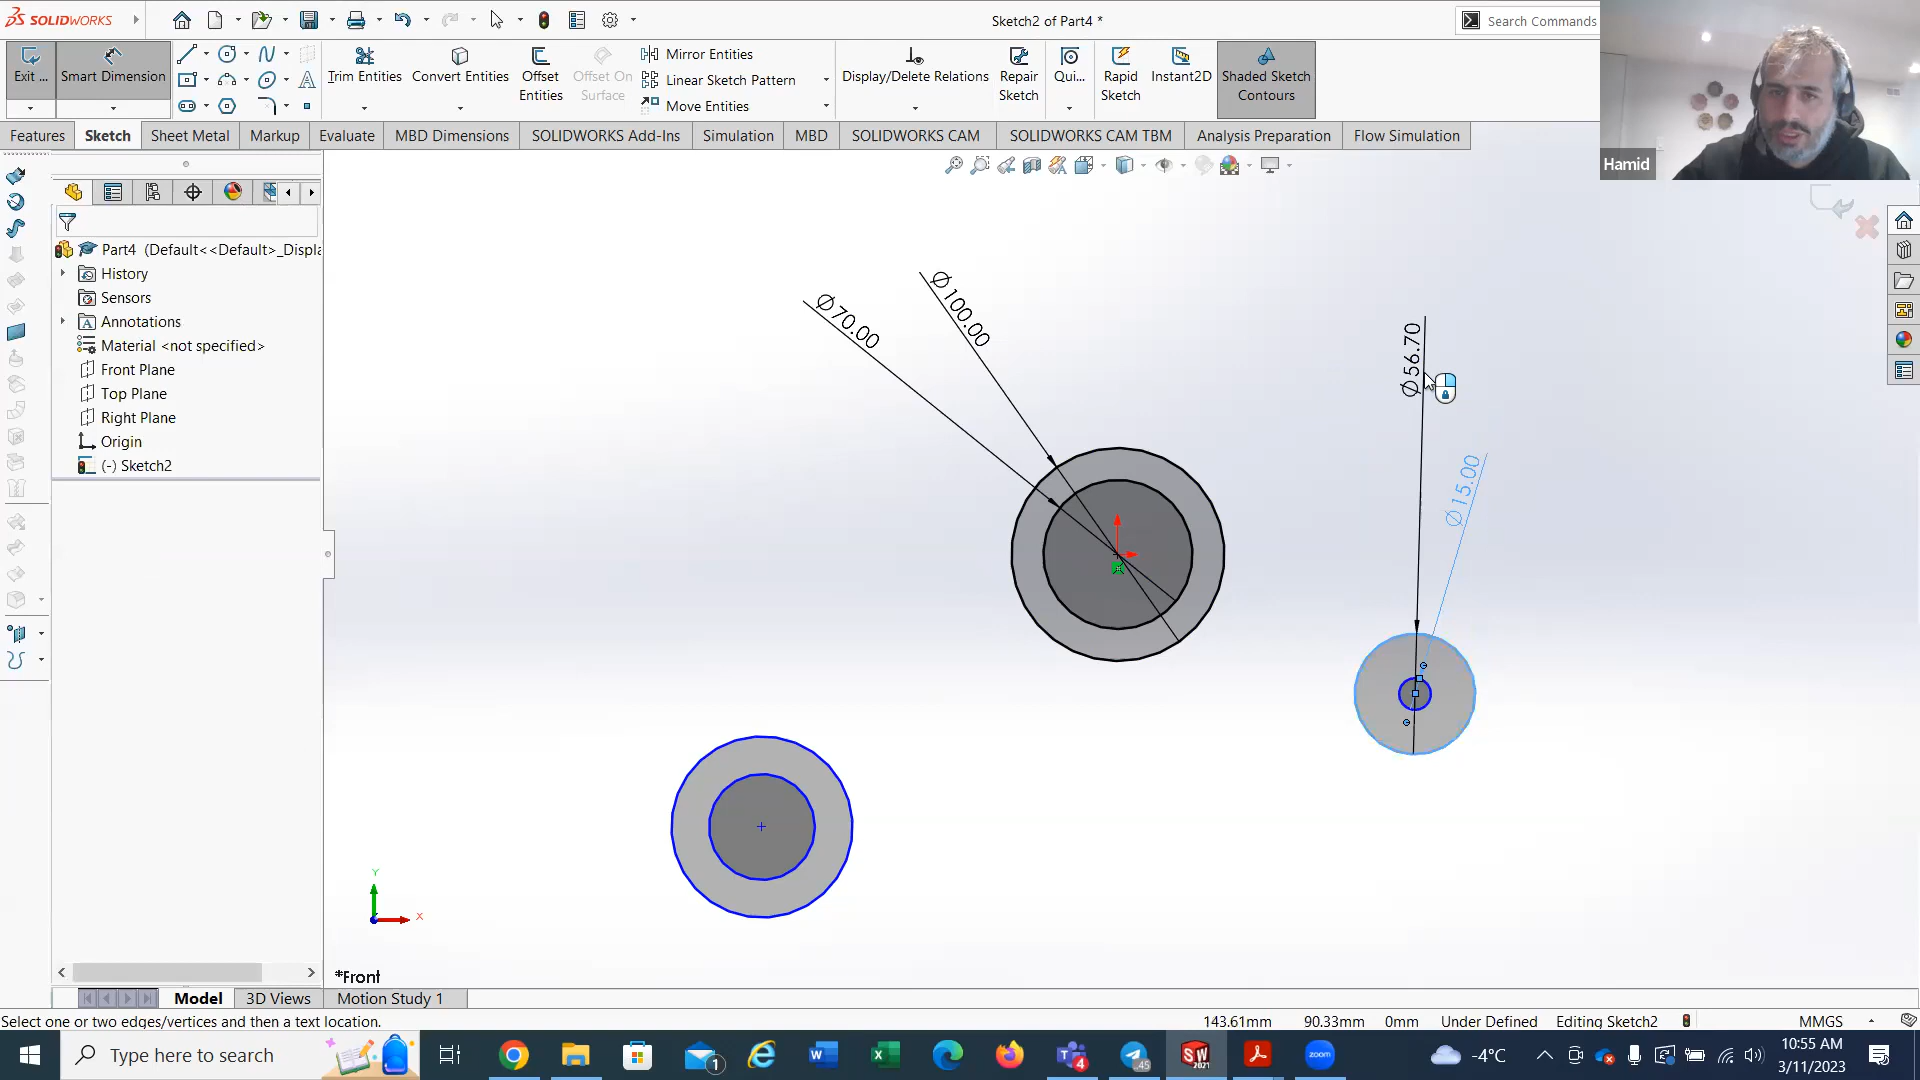 SOLIDWORKS
Sketch2 of Part4 *
Search Commands
Exit ...
Smart Dimension
Trim Entities
Convert Entities
Offset Entities
Offset On Surface
Mirror Entities
Linear Sketch Pattern
Move Entities
Display/Delete Relations
Repair Sketch
Qui...
Rapid Sketch
Instant2D
Shaded Sketch Contours
Features
Sketch
Sheet Metal
Markup
Evaluate
MBD Dimensions
SOLIDWORKS Add-Ins
Simulation
MBD
SOLIDWORKS CAM
SOLIDWORKS CAM TBM
Analysis Preparation
Flow Simulation
Hamid
Part4 (Default<<Default>_Displa
History
Sensors
Annotations
Material <not specified>
Front Plane
Top Plane
Right Plane
Origin
(-) Sketch2
Ø70.00
Ø100.00
Ø56.70
Ø15.00
Y
X
*Front
Model
3D Views
Motion Study 1
Select one or two edges/vertices and then a text location.
143.61mm
90.33mm
0mm
Under Defined
Editing Sketch2
MMGS
Type here to search
1
W
X
SW
2021
4
45
zoom
-4°C
10:55 AM
3/11/2023